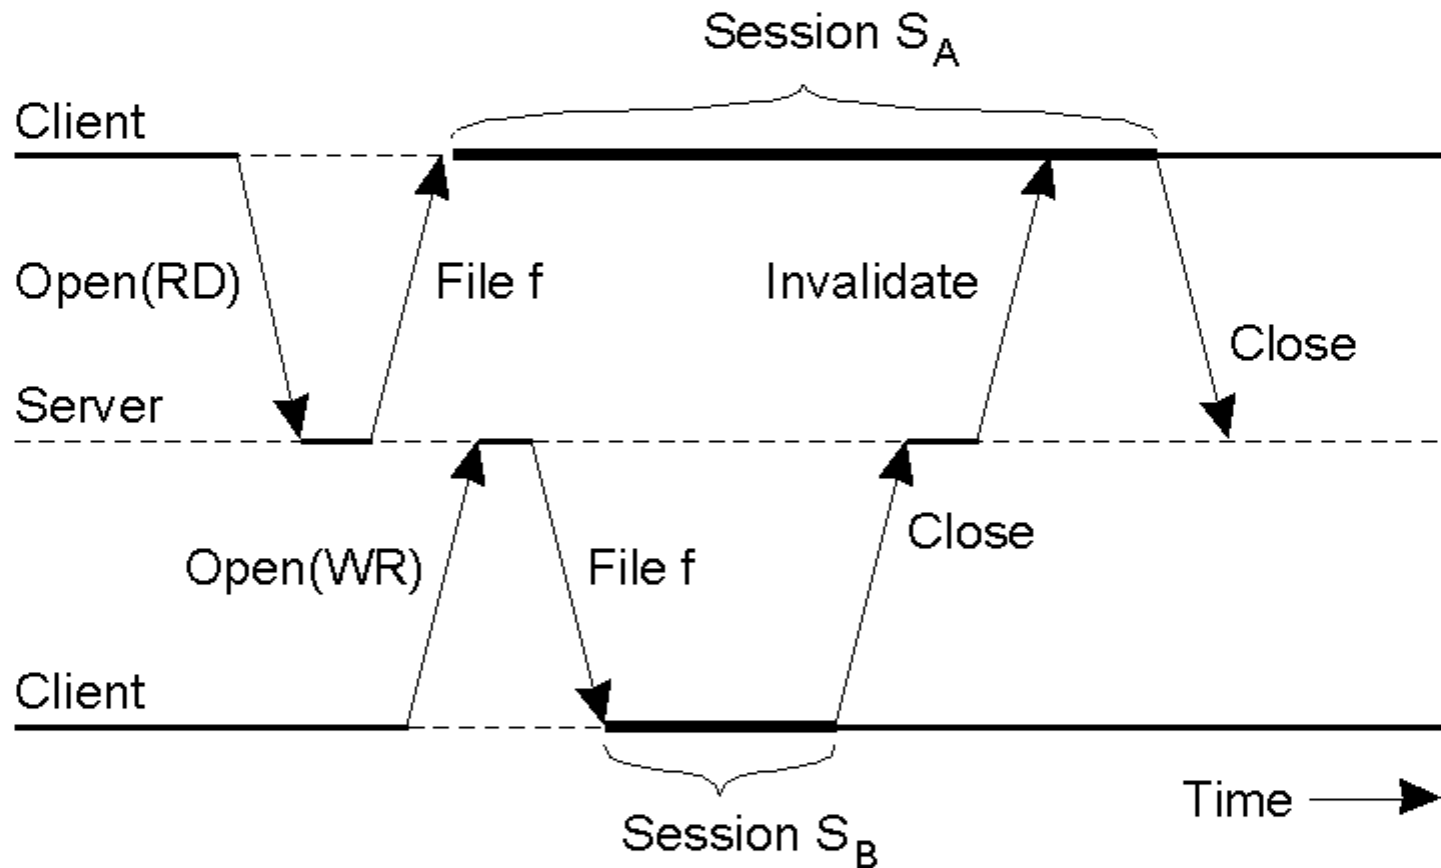 Session S_A
Client
Open(RD)
File f
Invalidate
Close
Server
Open(WR)
File f
Close
Client
Time
Session S_B